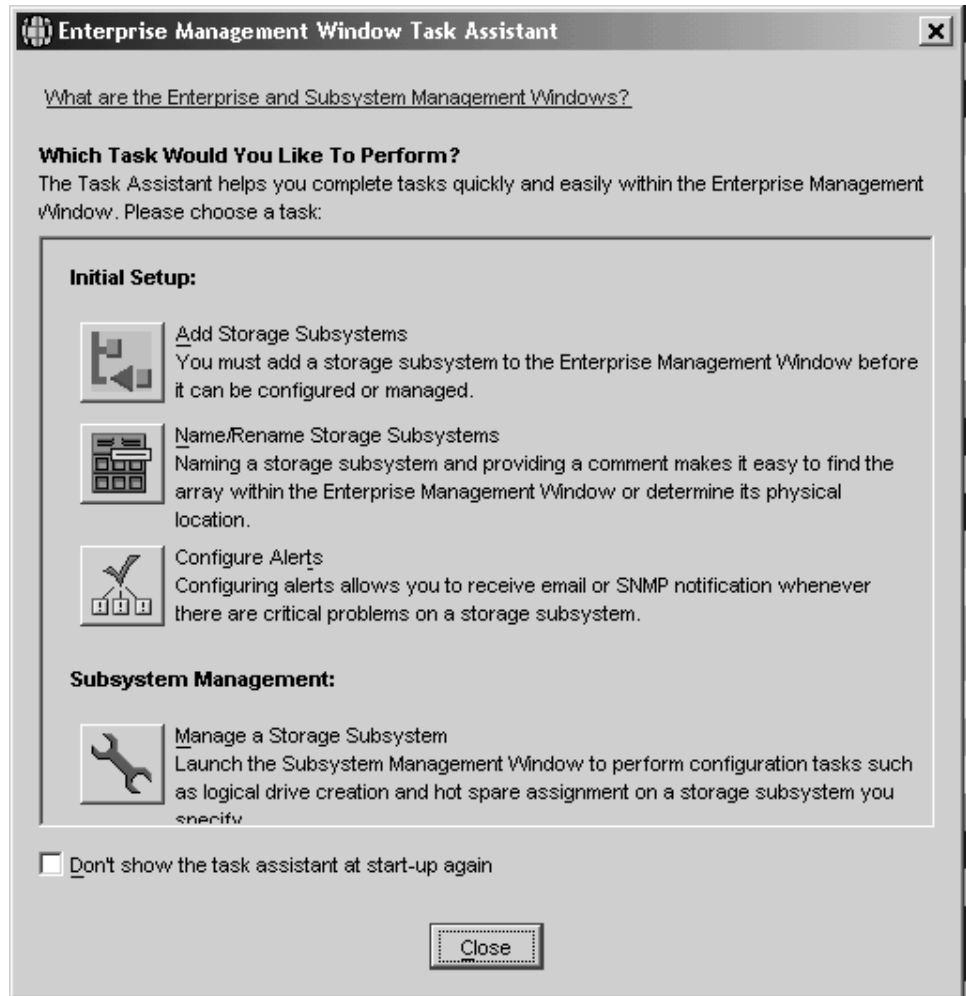 Enterprise Management Window Task Assistant
What are the Enterprise and Subsystem Management Windows?
Which Task Would You Like To Perform?
The Task Assistant helps you complete tasks quickly and easily within the Enterprise Management
Window. Please choose a task:
Initial Setup:
Add Storage Subsystems
You must add a storage subsystem to the Enterprise Management Window before
it can be configured or managed.
Name/Rename Storage Subsystems
Naming a storage subsystem and providing a comment makes it easy to find the
array within the Enterprise Management Window or determine its physical
location.
Configure Alerts
Configuring alerts allows you to receive email or SNMP notification whenever
there are critical problems on a storage subsystem.
Subsystem Management:
Manage a Storage Subsystem
Launch the Subsystem Management Window to perform configuration tasks such
as logical drive creation and hot spare assignment on a storage subsystem you
specify.
Don't show the task assistant at start-up again
Close